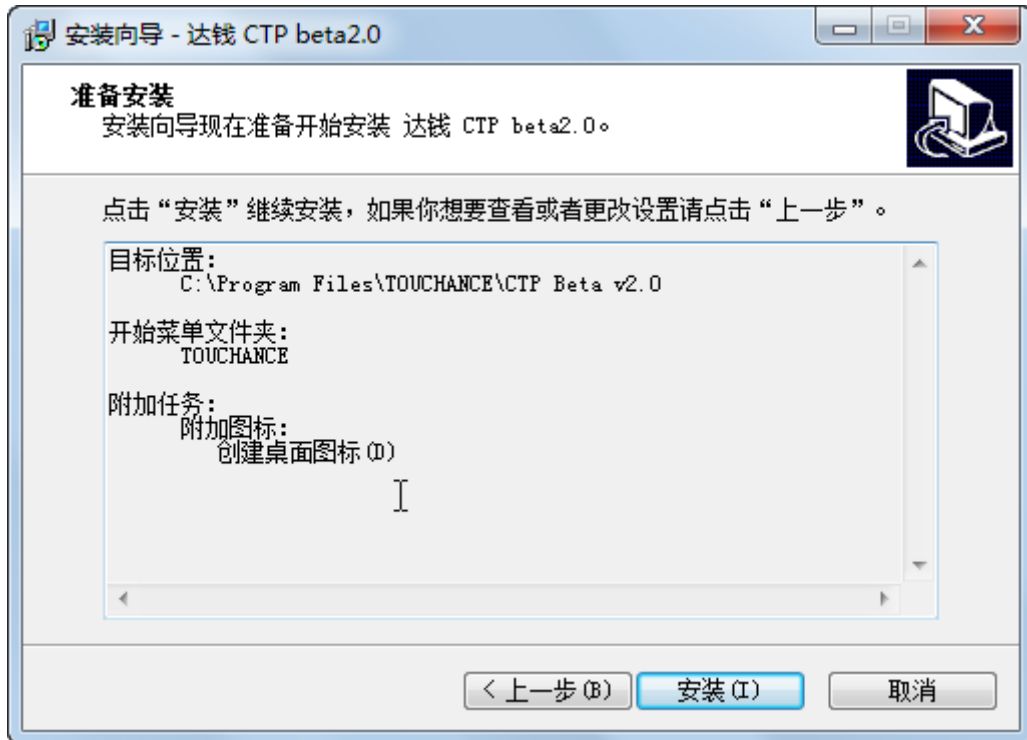 安装向导 - 达钱 CTP beta2.0
准备安装
安装向导现在准备开始安装 达钱 CTP beta2.0。
点击“安装”继续安装，如果你想要查看或者更改设置请点击“上一步”。
目标位置：
C:\Program Files\TOUCHANCE\CTP Beta v2.0
开始菜单文件夹：
TOUCHANCE
附加任务：
附加图标：
创建桌面图标(D)
< 上一步(B) 安装(I) 取消